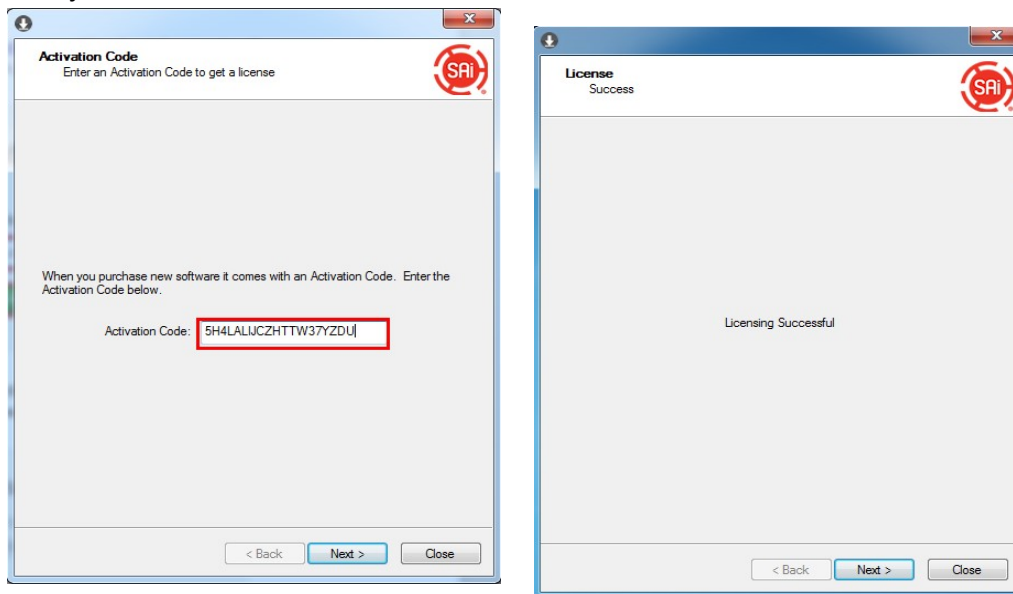 Activation Code
Enter an Activation Code to get a license
SAi
When you purchase new software it comes with an Activation Code. Enter the
Activation Code below.
Activation Code: 5H4LALIJCZHTTW37YZDU
< Back Next > Close
License
Success
SAi
Licensing Successful
< Back Next > Close